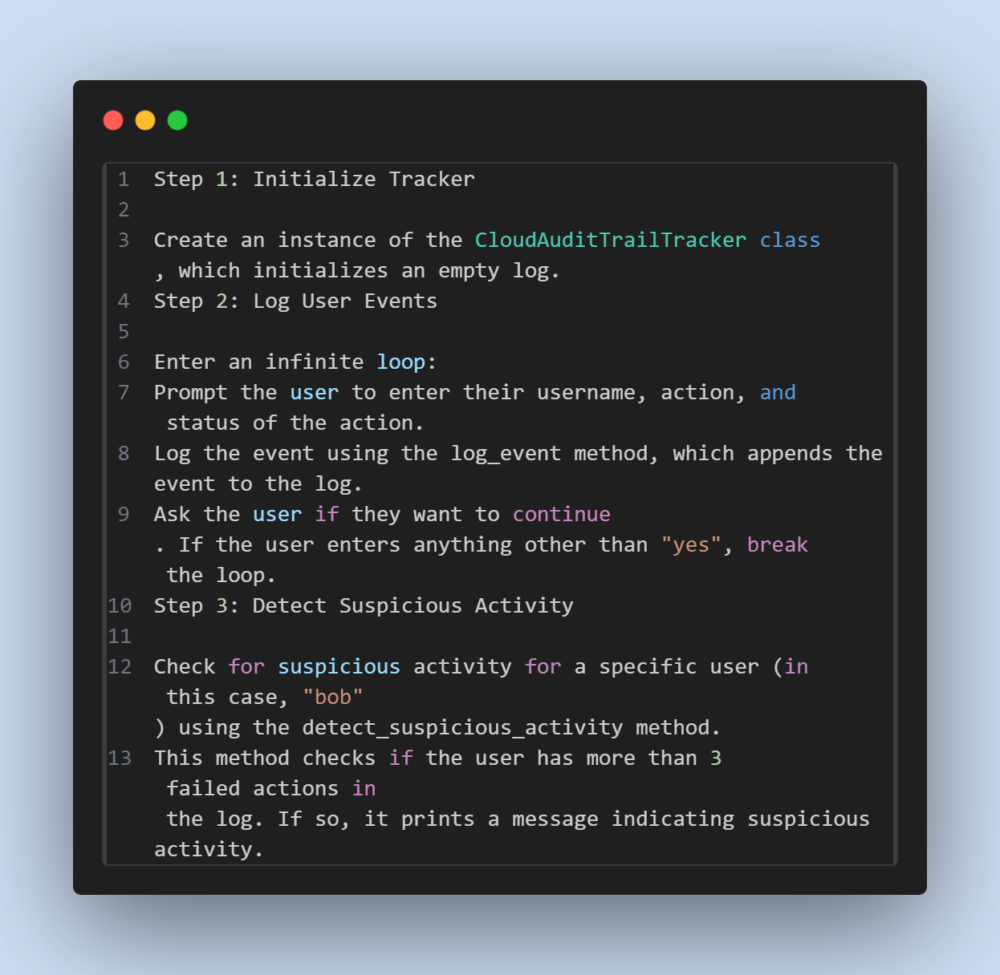 1 Step 1: Initialize Tracker
2
3 Create an instance of the CloudAuditTrailTracker class
, which initializes an empty log.
4 Step 2: Log User Events
5
6 Enter an infinite loop:
7 Prompt the user to enter their username, action, and
status of the action.
8 Log the event using the log_event method, which appends the
event to the log.
9 Ask the user if they want to continue
. If the user enters anything other than "yes", break
the loop.
10 Step 3: Detect Suspicious Activity
11
12 Check for suspicious activity for a specific user (in
this case, "bob"
) using the detect_suspicious_activity method.
13 This method checks if the user has more than 3
failed actions in
the log. If so, it prints a message indicating suspicious
activity.